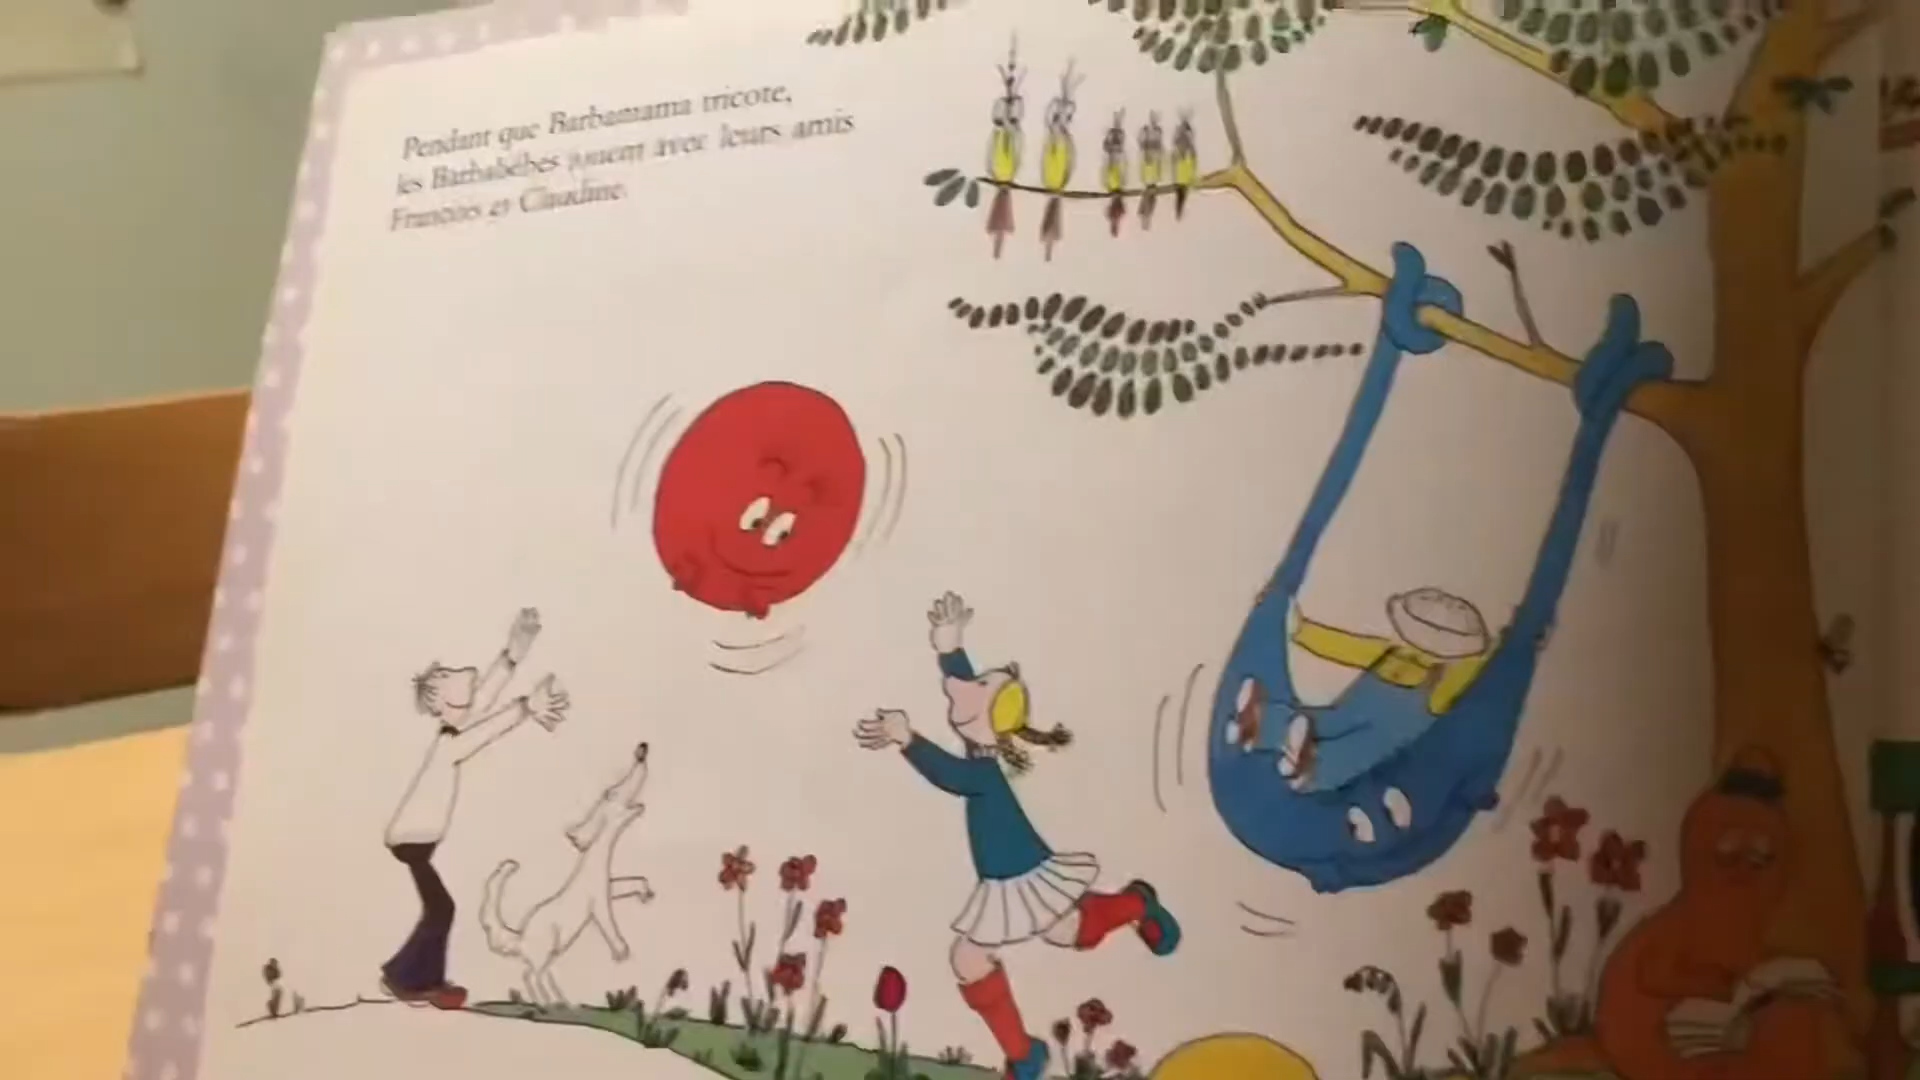 Pendant que Barbamama tricote,
les Barbabébés jouent avec leurs amis
François et Claudine.